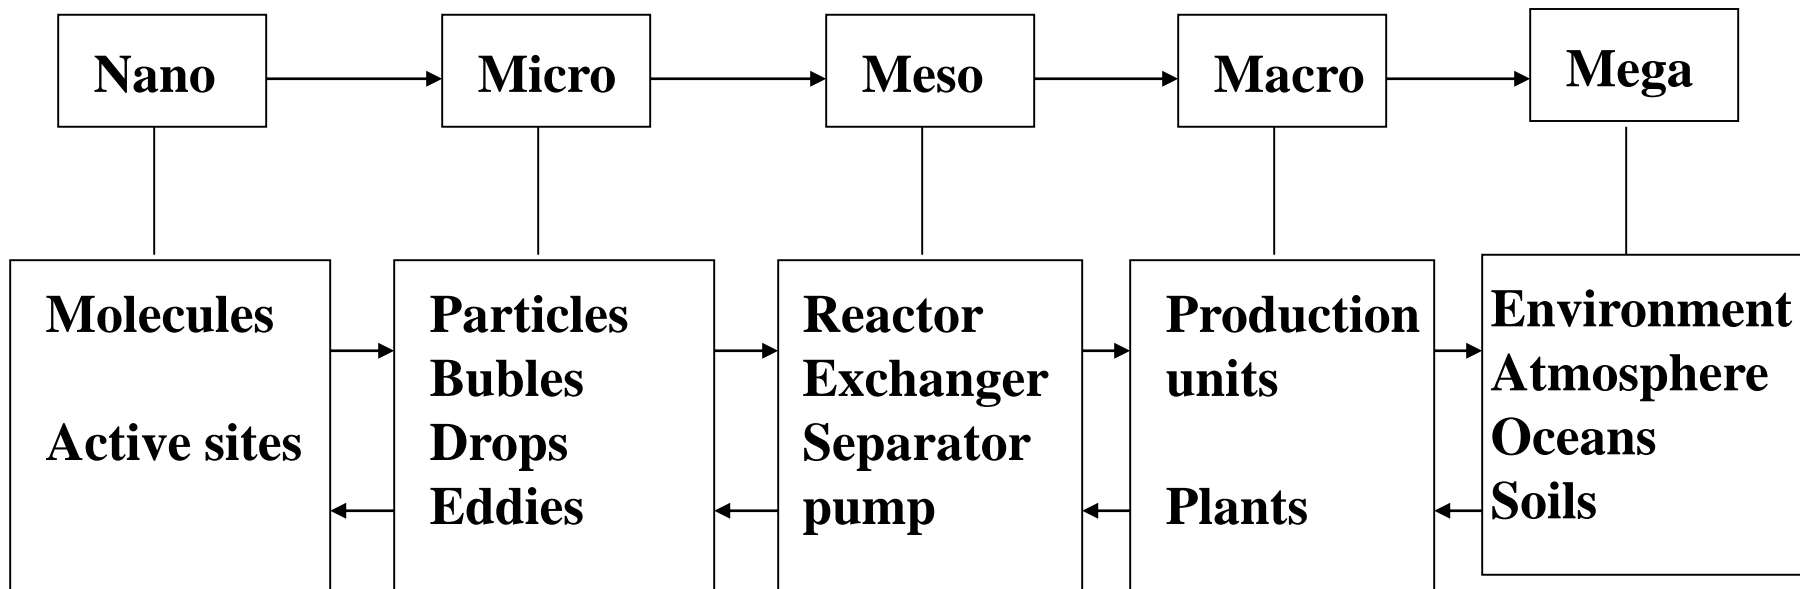 Nano
Micro
Meso
Macro
Mega
Molecules
Active sites
Particles
Bubles
Drops
Eddies
Reactor
Exchanger
Separator
pump
Production
units
Plants
Environment
Atmosphere
Oceans
Soils